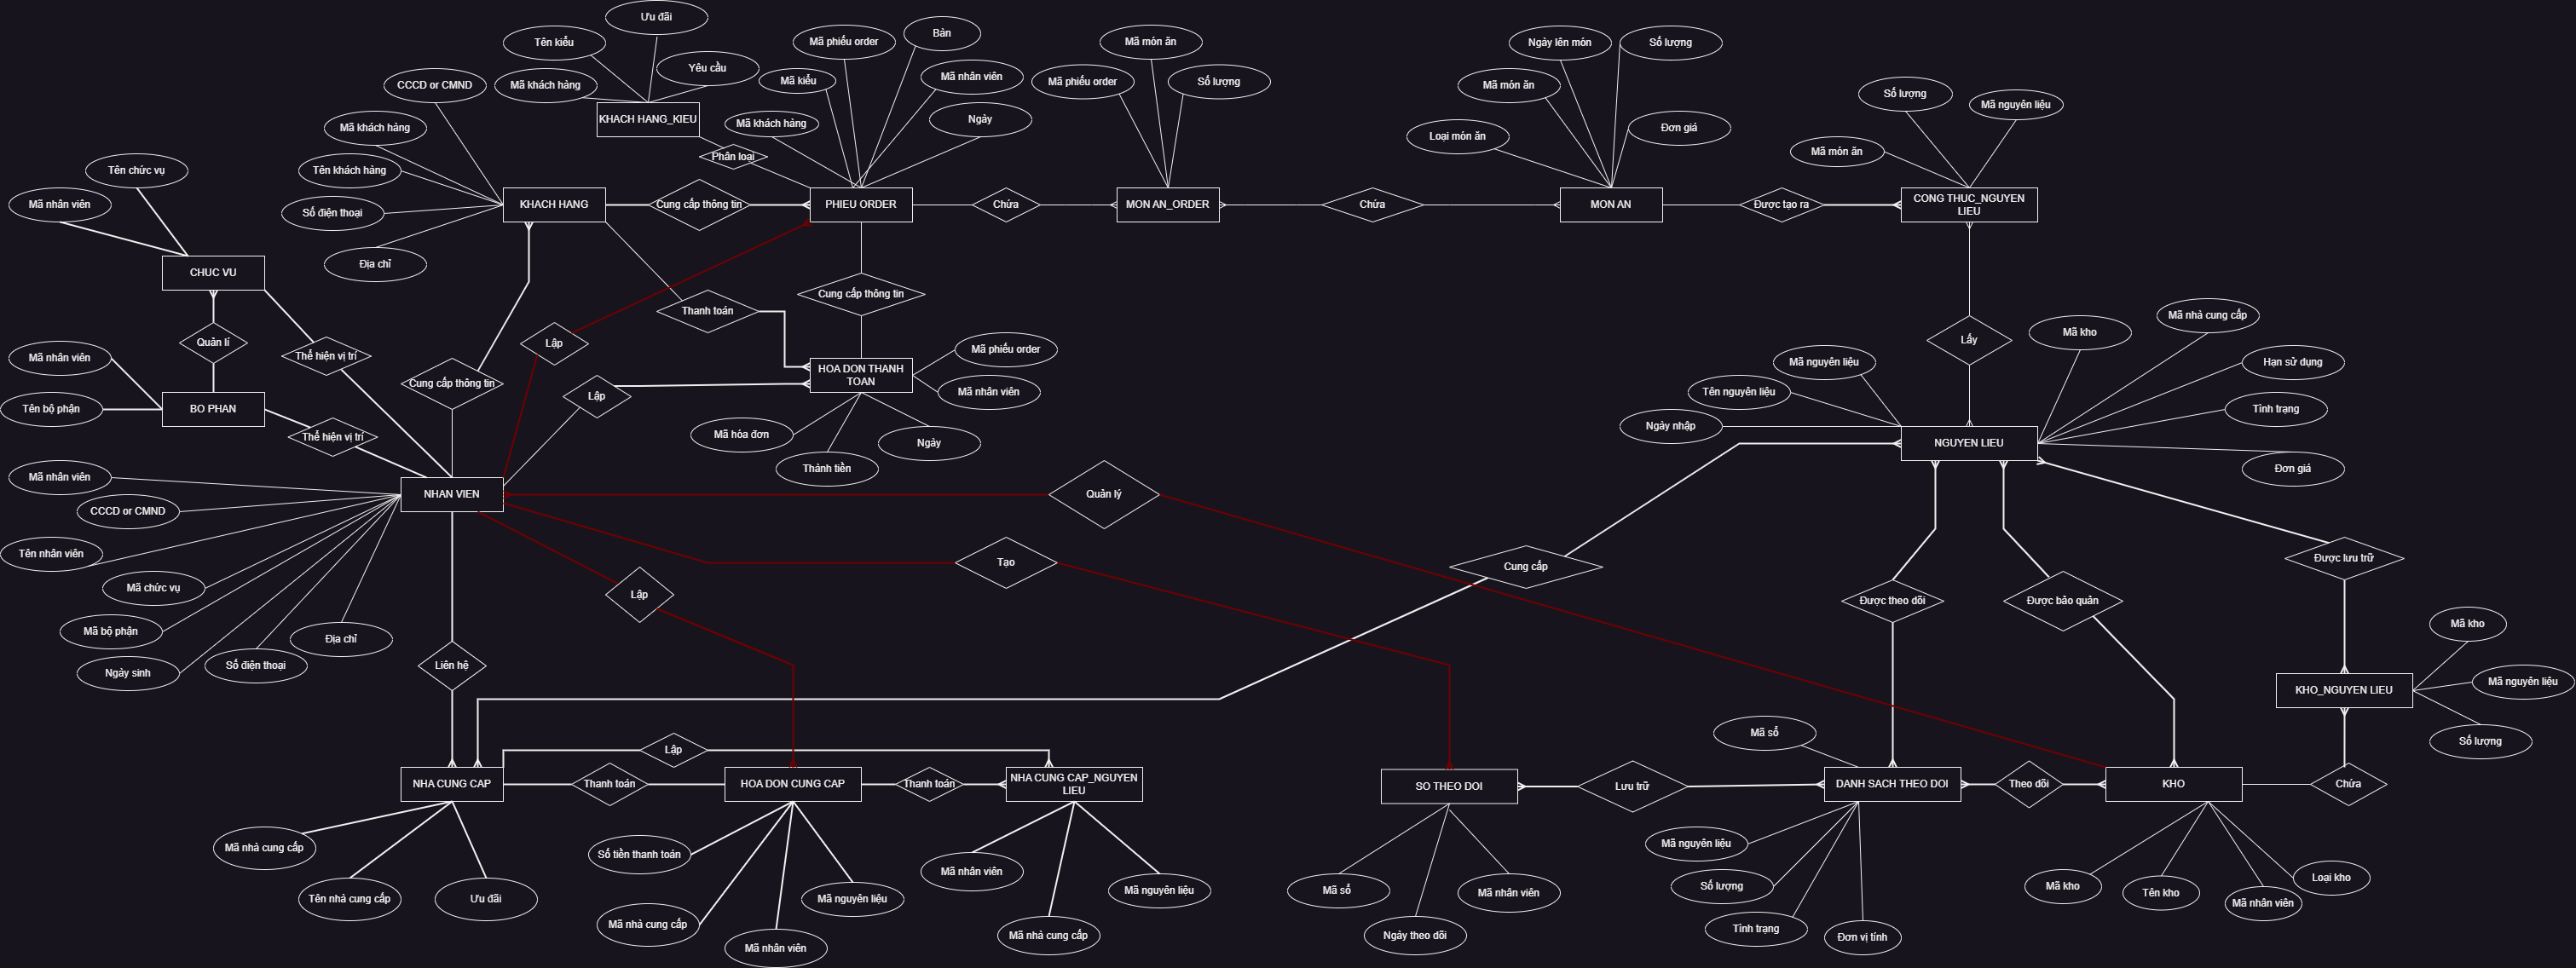 Ưu đãi
Tên kiểu
Mã phiếu order
Bàn
Mã món ăn
Ngày lên món
Số lượng
Yêu cầu
CCCD or CMND
Mã khách hàng
Mã kiểu
Mã nhân viên
Mã phiếu order
Số lượng
Mã món ăn
Số lượng
Mã nguyên liệu
KHACH HANG_KIEU
Mã khách hàng
Mã khách hàng
Ngày
Loại món ăn
Đơn giá
Mã món ăn
Phân loại
Tên chức vụ
Tên khách hàng
Mã nhân viên
Số điện thoại
KHACH HANG
Cung cấp thông tin
PHIEU ORDER
Chứa
MON AN_ORDER
Chứa
MON AN
Được tạo ra
CONG THUC_NGUYEN
LIEU
Địa chỉ
CHUC VU
Cung cấp thông tin
Thanh toán
Quản lí
Thể hiện vị trí
Lập
Mã nhân viên
Tên bộ phận
BO PHAN
Cung cấp thông tin
Lập
HOA DON THANH
TOAN
Mã phiếu order
Mã nhân viên
Lấy
Mã kho
Mã nhà cung cấp
Mã nguyên liệu
Hạn sử dụng
Tên nguyên liệu
Tình trạng
Ngày nhập
NGUYEN LIEU
Đơn giá
Thể hiện vị trí
Mã hóa đơn
Ngày
Thành tiền
Mã nhân viên
NHAN VIEN
Quản lý
CCCD or CMND
Tên nhân viên
Tạo
Cung cấp
Được lưu trữ
Mã chức vụ
Lập
Được theo dõi
Được bảo quản
Mã bộ phận
Địa chỉ
Mã kho
Ngày sinh
Số điện thoại
Liên hệ
KHO_NGUYEN LIEU
Mã nguyên liệu
Số lượng
Mã số
Lập
NHA CUNG CAP
Thanh toán
HOA DON CUNG CAP
Thanh toán
NHA CUNG CAP_NGUYEN
LIEU
SO THEO DOI
Lưu trữ
DANH SACH THEO DOI
Theo dõi
KHO
Chứa
Mã nhà cung cấp
Số tiền thanh toán
Mã nguyên liệu
Tên nhà cung cấp
Ưu đãi
Mã nguyên liệu
Mã nhân viên
Mã nguyên liệu
Mã số
Mã nhân viên
Số lượng
Mã kho
Tên kho
Loại kho
Mã nhân viên
Mã nhà cung cấp
Mã nhân viên
Mã nhà cung cấp
Ngày theo dõi
Tình trạng
Đơn vị tính